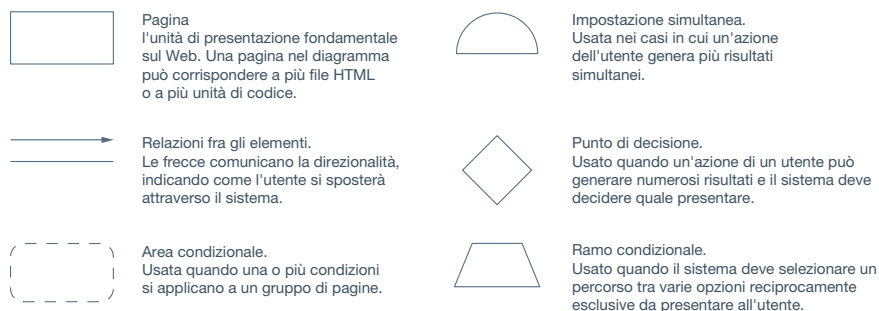 Pagina
l'unità di presentazione fondamentale
sul Web. Una pagina nel diagramma
può corrispondere a più file HTML
o a più unità di codice.
Impostazione simultanea.
Usata nei casi in cui un'azione
dell'utente genera più risultati
simultanei.
Relazioni fra gli elementi.
Le frecce comunicano la direzionalità,
indicando come l'utente si sposterà
attraverso il sistema.
Punto di decisione.
Usato quando un'azione di un utente può
generare numerosi risultati e il sistema deve
decidere quale presentare.
Area condizionale.
Usata quando una o più condizioni
si applicano a un gruppo di pagine.
Ramo condizionale.
Usato quando il sistema deve selezionare un
percorso tra varie opzioni reciprocamente
esclusive da presentare all'utente.